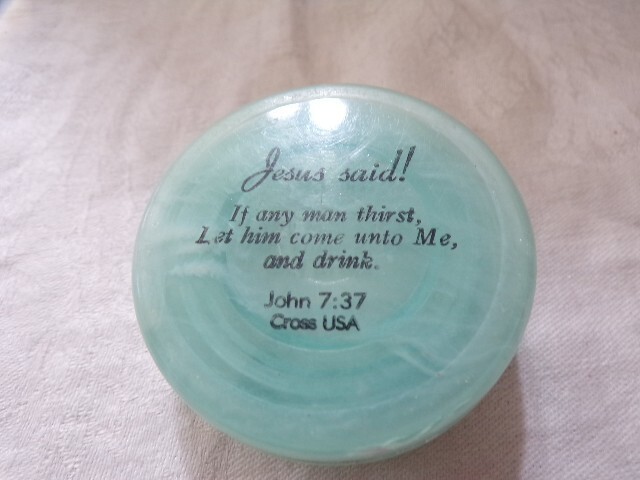 Jesus said!
If any man thirst,
Let him come unto Me,
and drink.
John 7:37
Cross USA